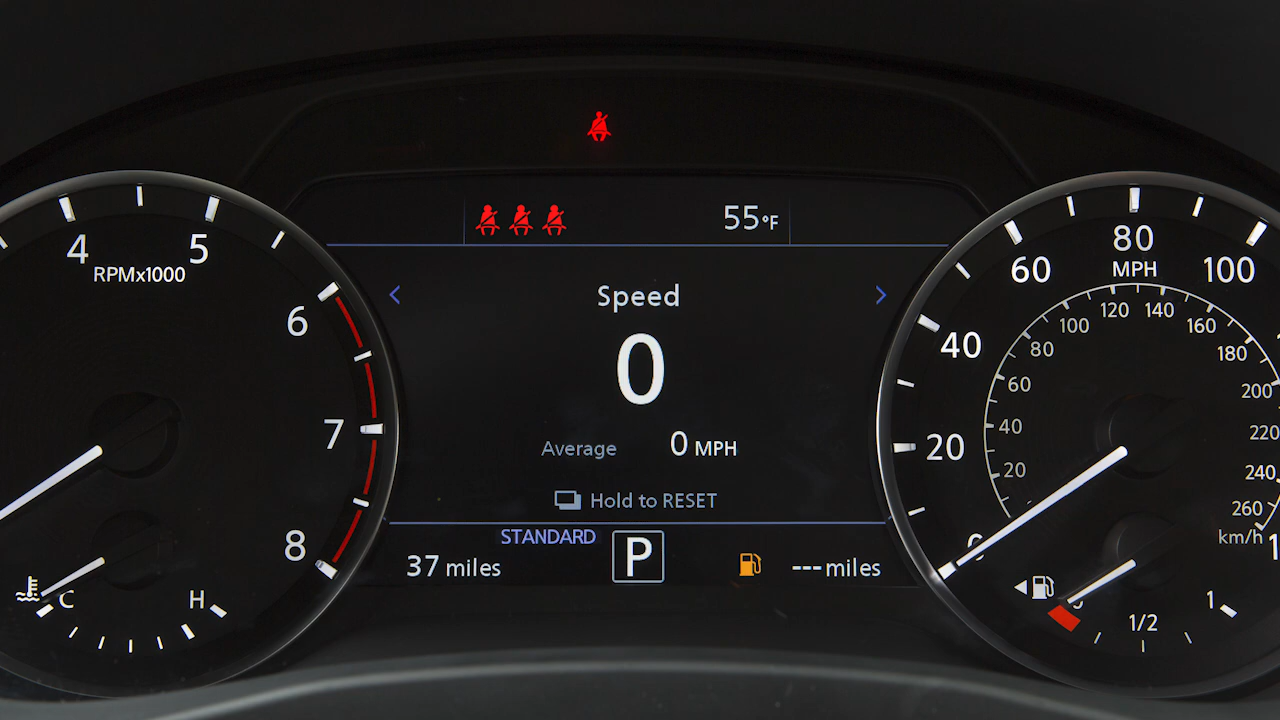 55°F
Speed
0
Average 0 MPH
Hold to RESET
STANDARD
37 miles
P
--- miles
4
5
6
7
8
RPMx1000
C
H
0
20
40
60
80
100
MPH
20
40
60
80
100
120
140
160
180
200
220
240
260
km/h
0
1/2
1